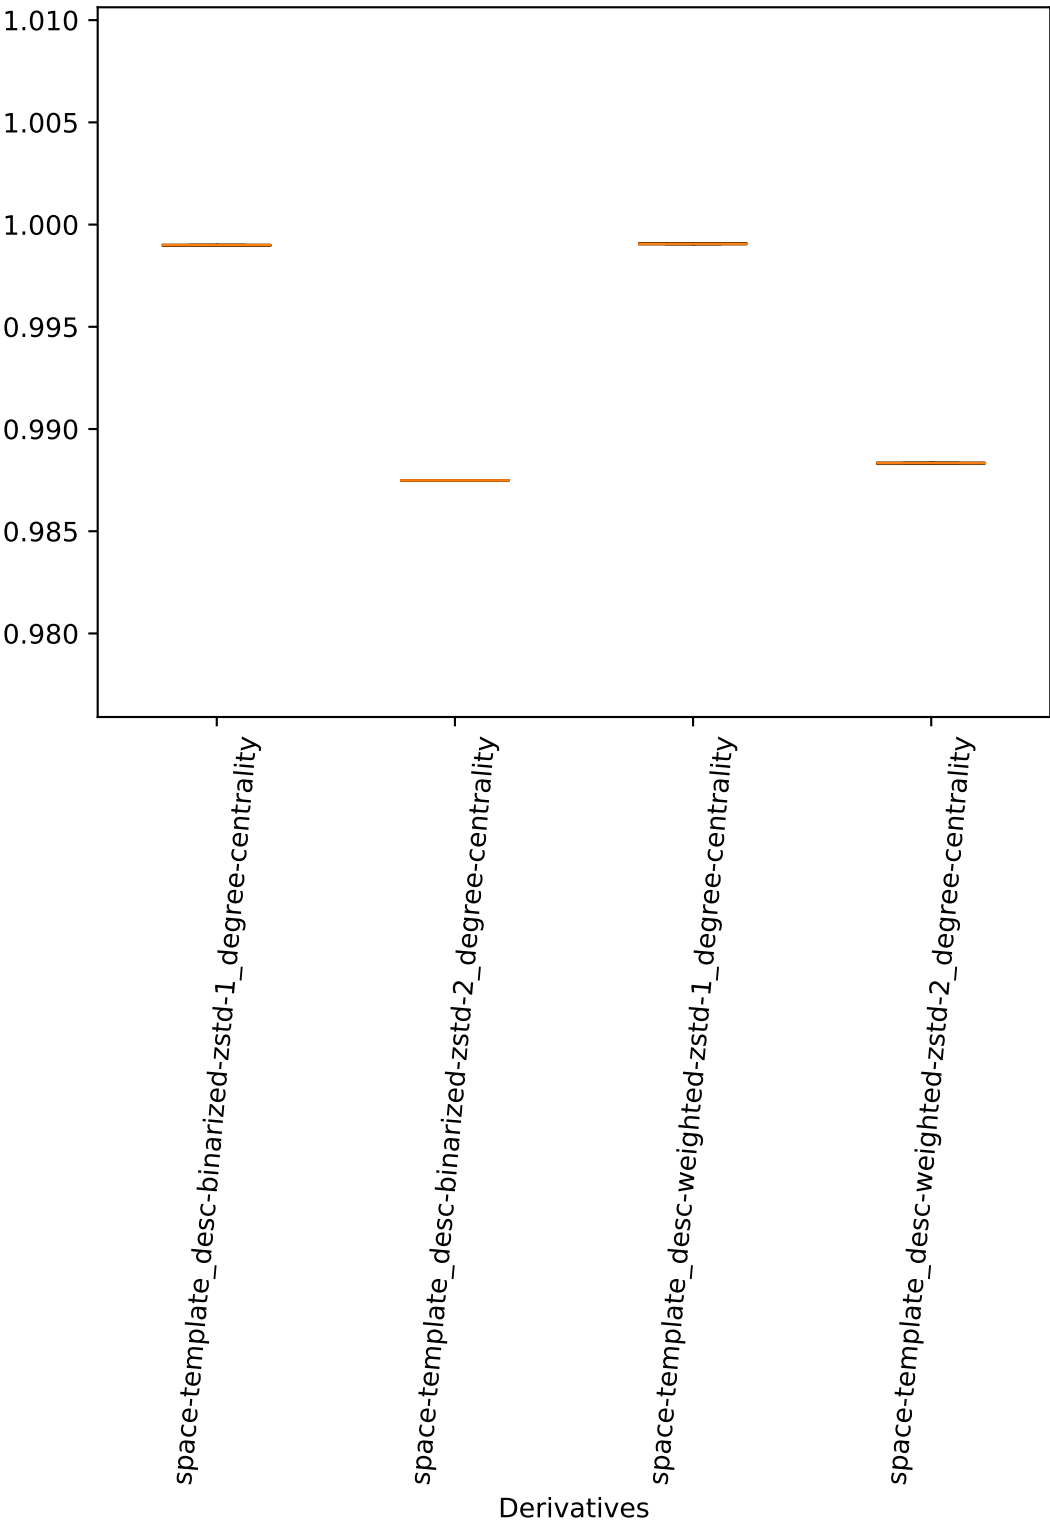 1.010
1.005
1.000
0.995
0.990
0.985
0.980
space-template_desc-binarized-zstd-1_degree-centrality
space-template_desc-binarized-zstd-2_degree-centrality
space-template_desc-weighted-zstd-1_degree-centrality
space-template_desc-weighted-zstd-2_degree-centrality
Derivatives